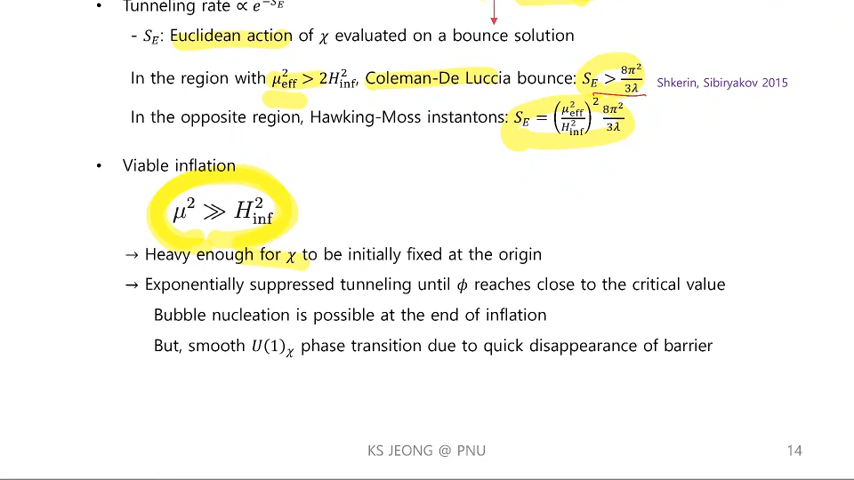 • Tunneling rate ∝ e^{-S_E}
- S_E: Euclidean action of χ evaluated on a bounce solution
In the region with μ²_eff > 2H²_inf, Coleman-De Luccia bounce: S_E > 8π²/3λ Shkerin, Sibiryakov 2015
In the opposite region, Hawking-Moss instantons: S_E = (μ²_eff/H²_inf)² 8π²/3λ
• Viable inflation
μ² ≫ H²_inf
→ Heavy enough for χ to be initially fixed at the origin
→ Exponentially suppressed tunneling until ϕ reaches close to the critical value
Bubble nucleation is possible at the end of inflation
But, smooth U(1)_χ phase transition due to quick disappearance of barrier
KS JEONG @ PNU 14